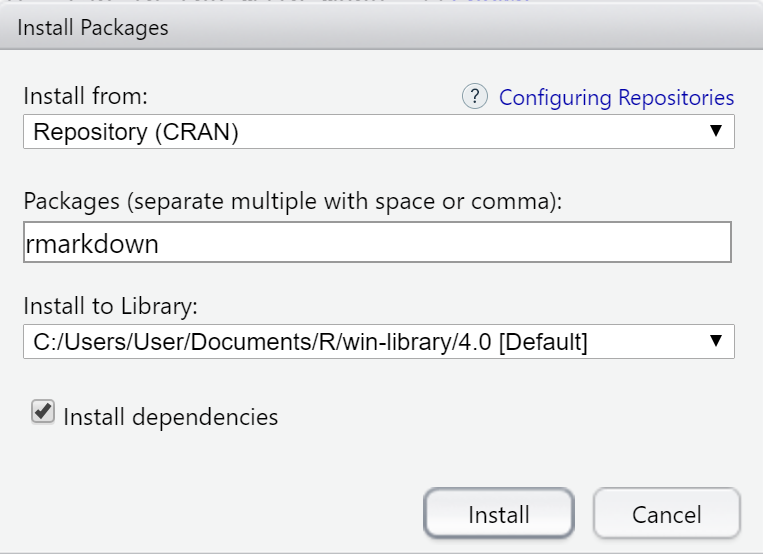 Install Packages
Install from:
? Configuring Repositories
Repository (CRAN)
Packages (separate multiple with space or comma):
rmarkdown
Install to Library:
C:/Users/User/Documents/R/win-library/4.0 [Default]
Install dependencies
Install Cancel